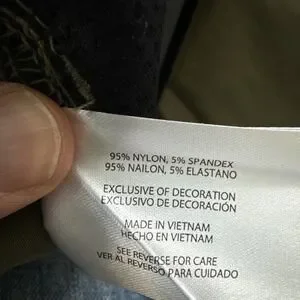 95% NYLON, 5% SPANDEX
95% NAILON, 5% ELASTANO
EXCLUSIVE OF DECORATION
EXCLUSIVO DE DECORACIÓN
MADE IN VIETNAM
HECHO EN VIETNAM
SEE REVERSE FOR CARE
VER AL REVERSO PARA CUIDADO